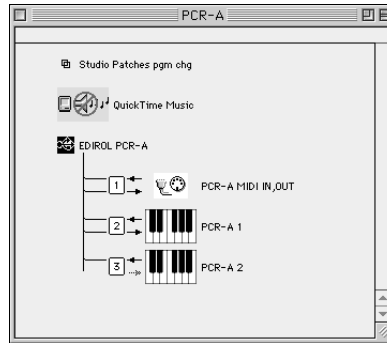 PCR-A
Studio Patches pgm chg
QuickTime Music
EDIROL PCR-A
1 PCR-A MIDI IN,OUT
2 PCR-A 1
3 PCR-A 2